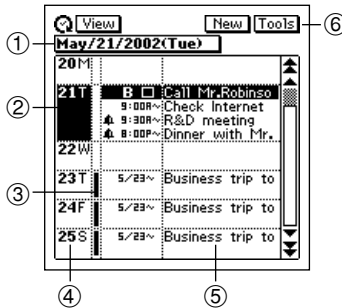 View New Tools ⑥
① May/21/2002(Tue)
20M
② 21T B Call Mr.Robinso
9:00A~ Check Internet
9:30A~ R&D meeting
8:00P~ Dinner with Mr.
22W
③ 23T 5/23~ Business trip to
24F 5/23~ Business trip to
25S 5/23~ Business trip to
④ ⑤